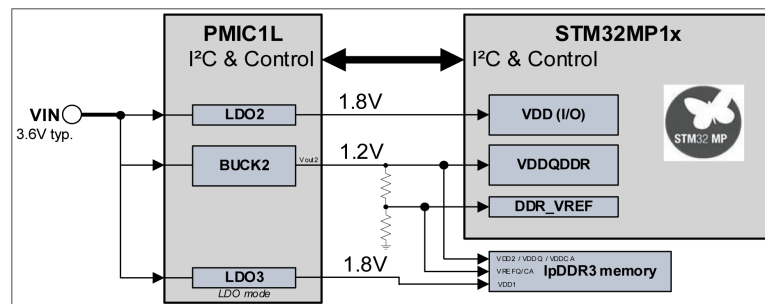 PMIC1L
I²C & Control
STM32MP1x
I²C & Control
VIN
3.6V typ.
LDO2
1.8V
VDD (I/O)
STM32 MP
BUCK2
Vout2
1.2V
VDDQDDR
DDR_VREF
LDO3
LDO mode
1.8V
VDD2 / VDDQ / VDDCA
VREFQ/CA
VDD1
lpDDR3 memory